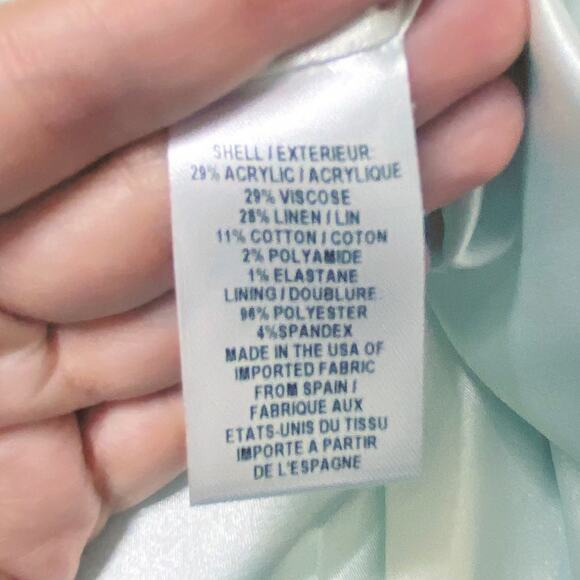 SHELL / EXTERIEUR
29% ACRYLIC / ACRYLIQUE
29% VISCOSE
28% LINEN / LIN
11% COTTON / COTON
2% POLYAMIDE
1% ELASTANE
LINING / DOUBLURE
96% POLYESTER
4%SPANDEX
MADE IN THE USA OF
IMPORTED FABRIC
FROM SPAIN /
FABRIQUE AUX
ETATS-UNIS DU TISSU
IMPORTE A PARTIR
DE L'ESPAGNE